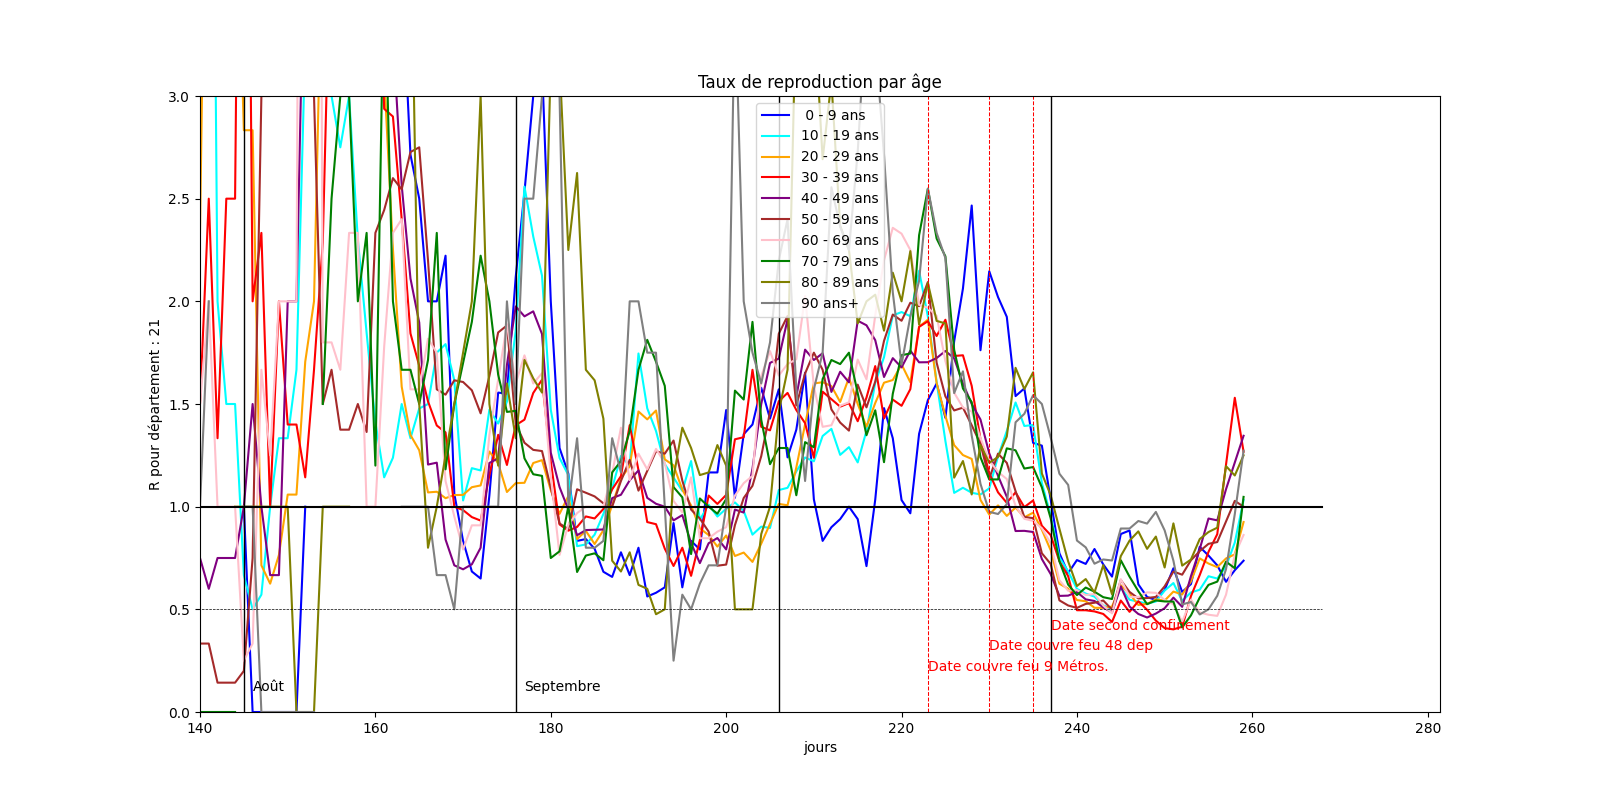 Taux de reproduction par âge
3.0
2.5
2.0
1.5
1.0
0.5
0.0
R pour département : 21
0 - 9 ans
10 - 19 ans
20 - 29 ans
30 - 39 ans
40 - 49 ans
50 - 59 ans
60 - 69 ans
70 - 79 ans
80 - 89 ans
90 ans+
Date second confinement
Date couvre feu 48 dep
Date couvre feu 9 Métros.
Août
Septembre
140 160 180 200 220 240 260 280
jours